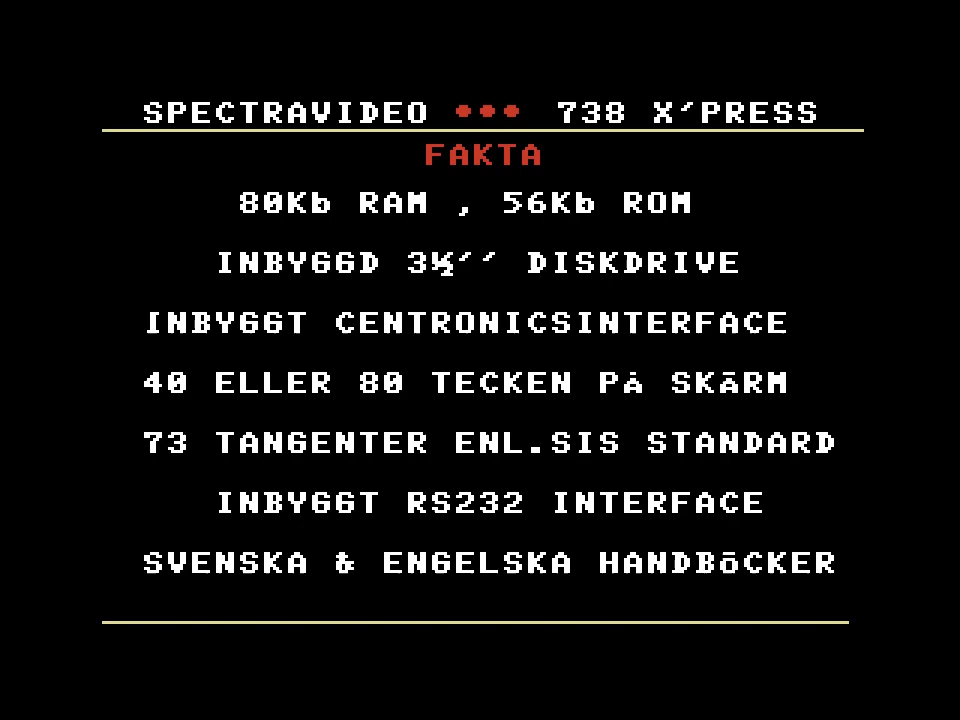 SPECTRAVIDEO ••• 738 X´PRESS
FAKTA
80Kb RAM , 56Kb ROM
INBYGGD 3½´´ DISKDRIVE
INBYGGT CENTRONICSINTERFACE
40 ELLER 80 TECKEN PÅ SKÄRM
73 TANGENTER ENL.SIS STANDARD
INBYGGT RS232 INTERFACE
SVENSKA & ENGELSKA HANDBÖCKER